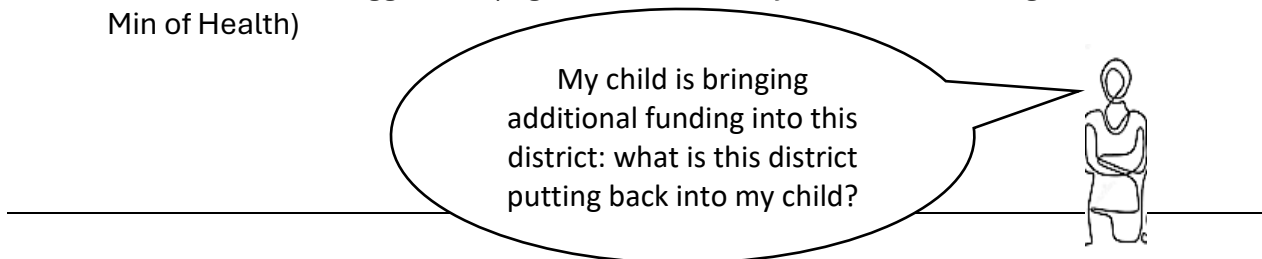 Min of Health)
My child is bringing
additional funding into this
district: what is this district
putting back into my child?